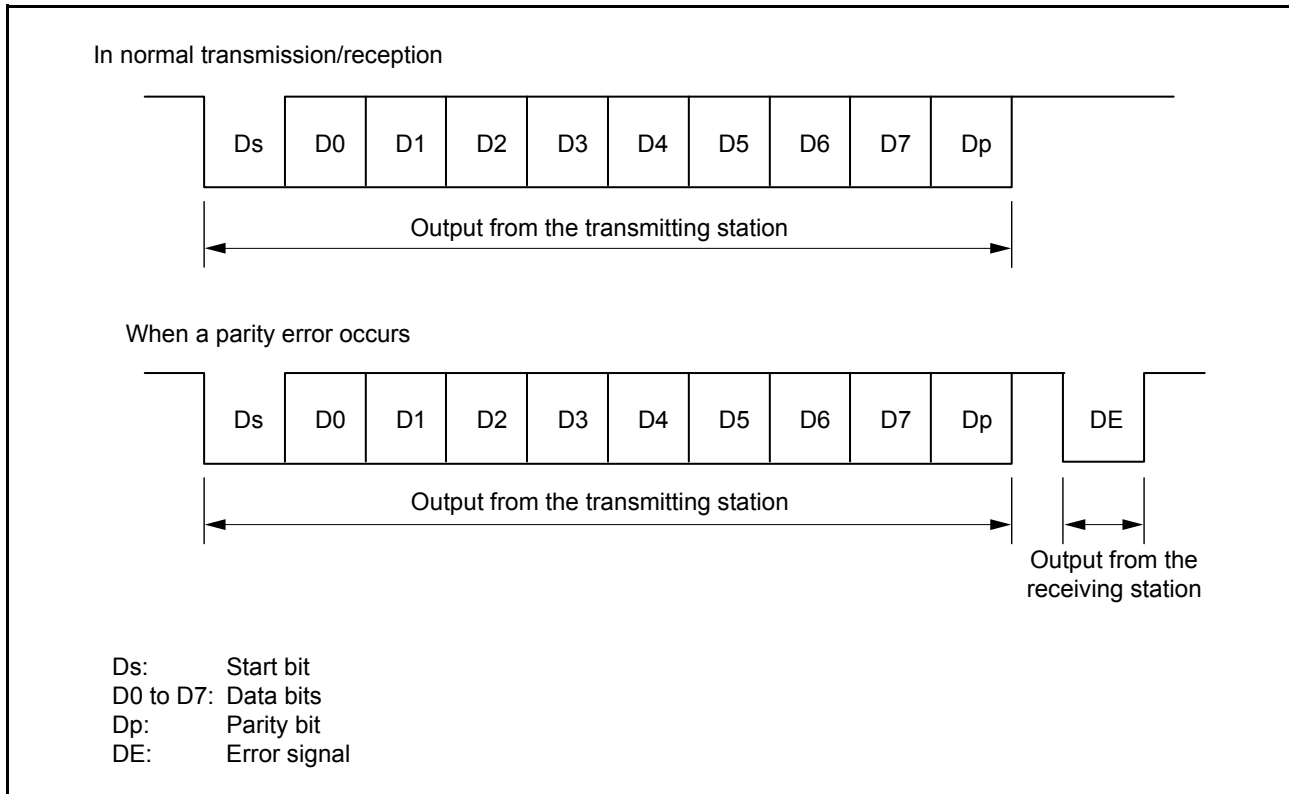 In normal transmission/reception
Ds D0 D1 D2 D3 D4 D5 D6 D7 Dp
Output from the transmitting station
When a parity error occurs
Ds D0 D1 D2 D3 D4 D5 D6 D7 Dp DE
Output from the transmitting station
Output from the
receiving station
Ds: Start bit
D0 to D7: Data bits
Dp: Parity bit
DE: Error signal